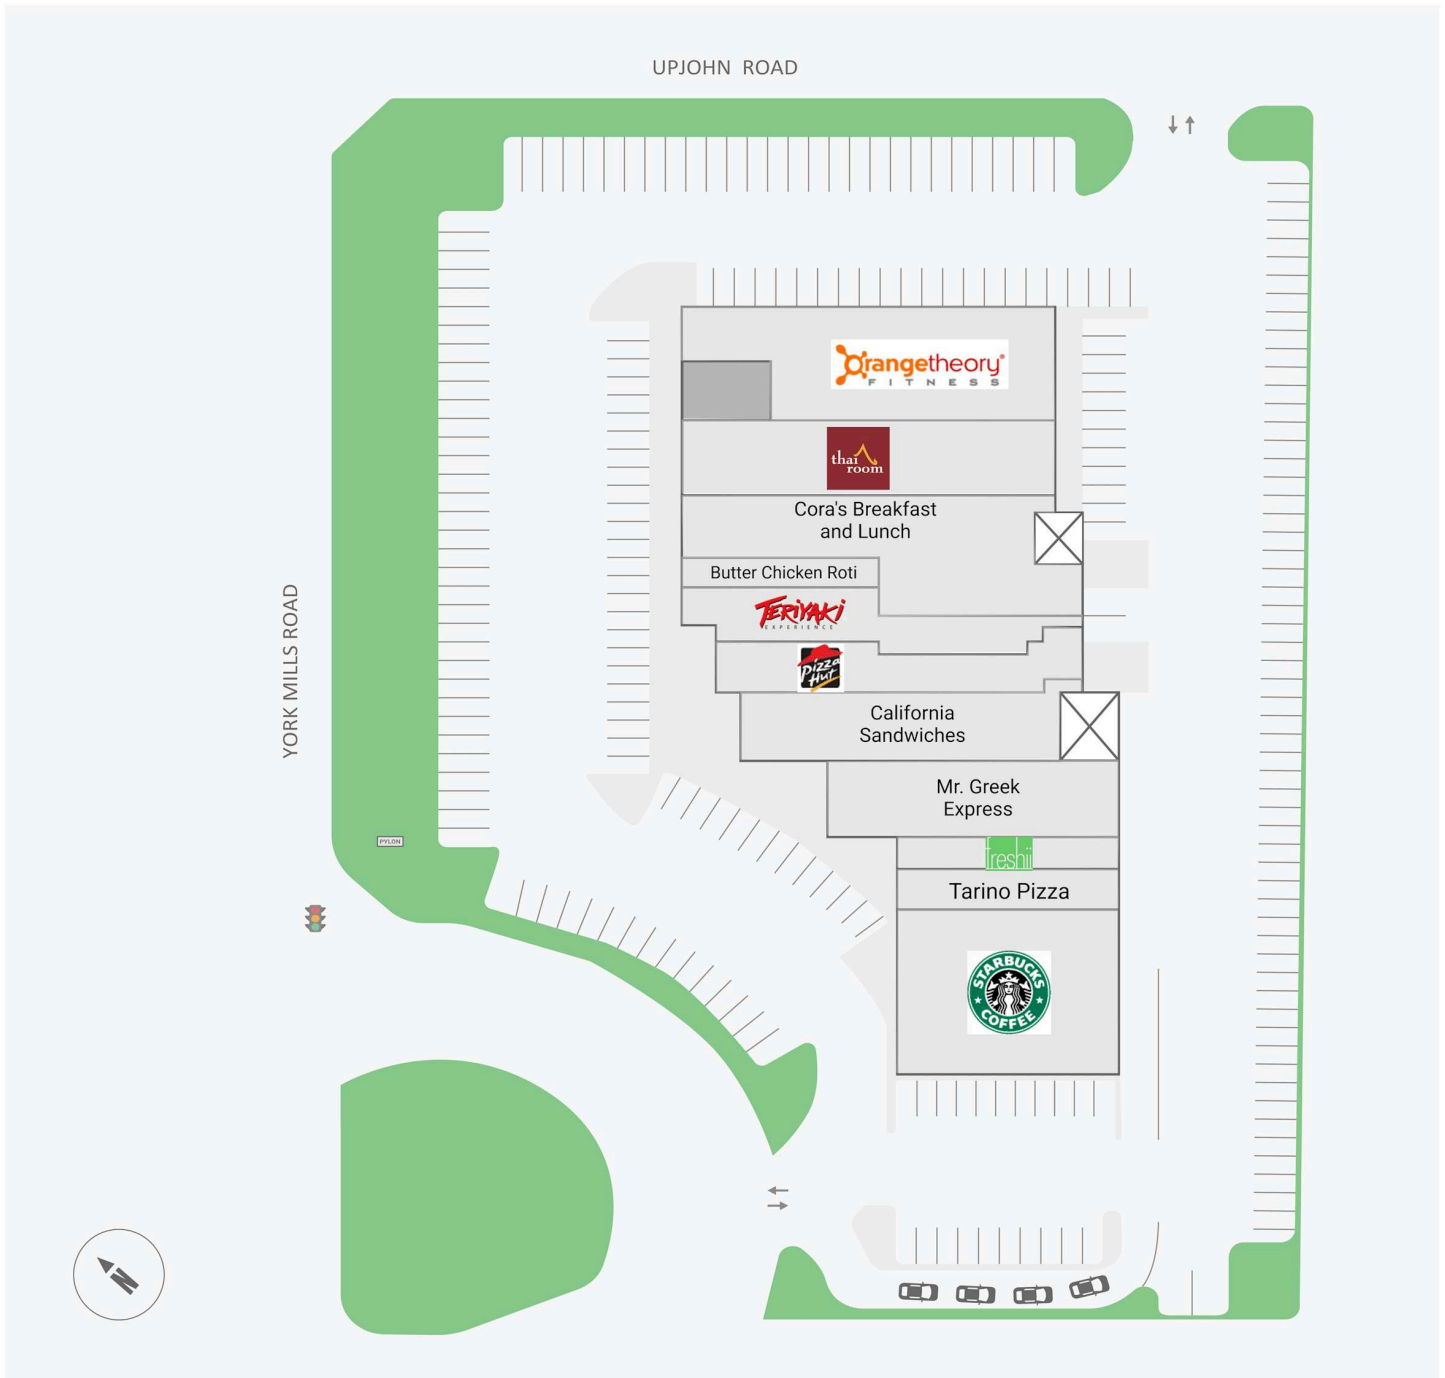 UPJOHN ROAD
Orangetheory®
FITNESS
thai
room
Cora's Breakfast
and Lunch
Butter Chicken Roti
TERIYAKI
EXPERIENCE
Pizza
Hut
California
Sandwiches
YORK MILLS ROAD
Mr. Greek
Express
PYLON
freshii
Tarino Pizza
STARBUCKS
COFFEE
N